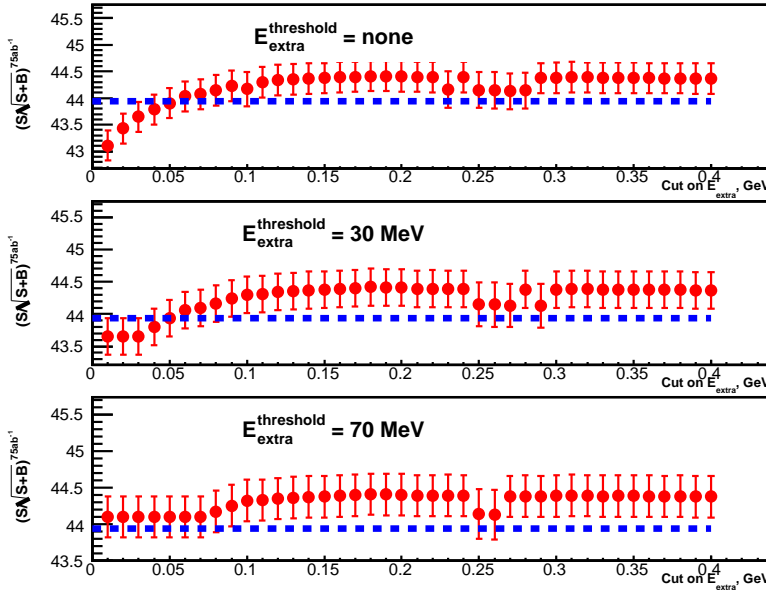 45.5
45
44.5
44
43.5
43
(S/√S+B)^75ab^-1
E_extra^threshold = none
0 0.05 0.1 0.15 0.2 0.25 0.3 0.35 0.4
Cut on E_extra, GeV
45.5
45
44.5
44
43.5
(S/√S+B)^75ab^-1
E_extra^threshold = 30 MeV
0 0.05 0.1 0.15 0.2 0.25 0.3 0.35 0.4
Cut on E_extra, GeV
45.5
45
44.5
44
43.5
(S/√S+B)^75ab^-1
E_extra^threshold = 70 MeV
0 0.05 0.1 0.15 0.2 0.25 0.3 0.35 0.4
Cut on E_extra, GeV